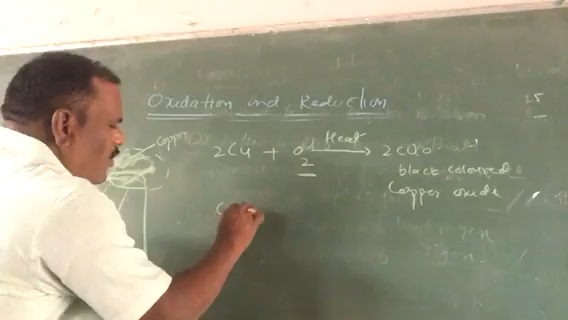 Oxidation and Reduction
25
Copper
2Cu + O2 Heat → 2CuO
black coloured
Copper oxide
C